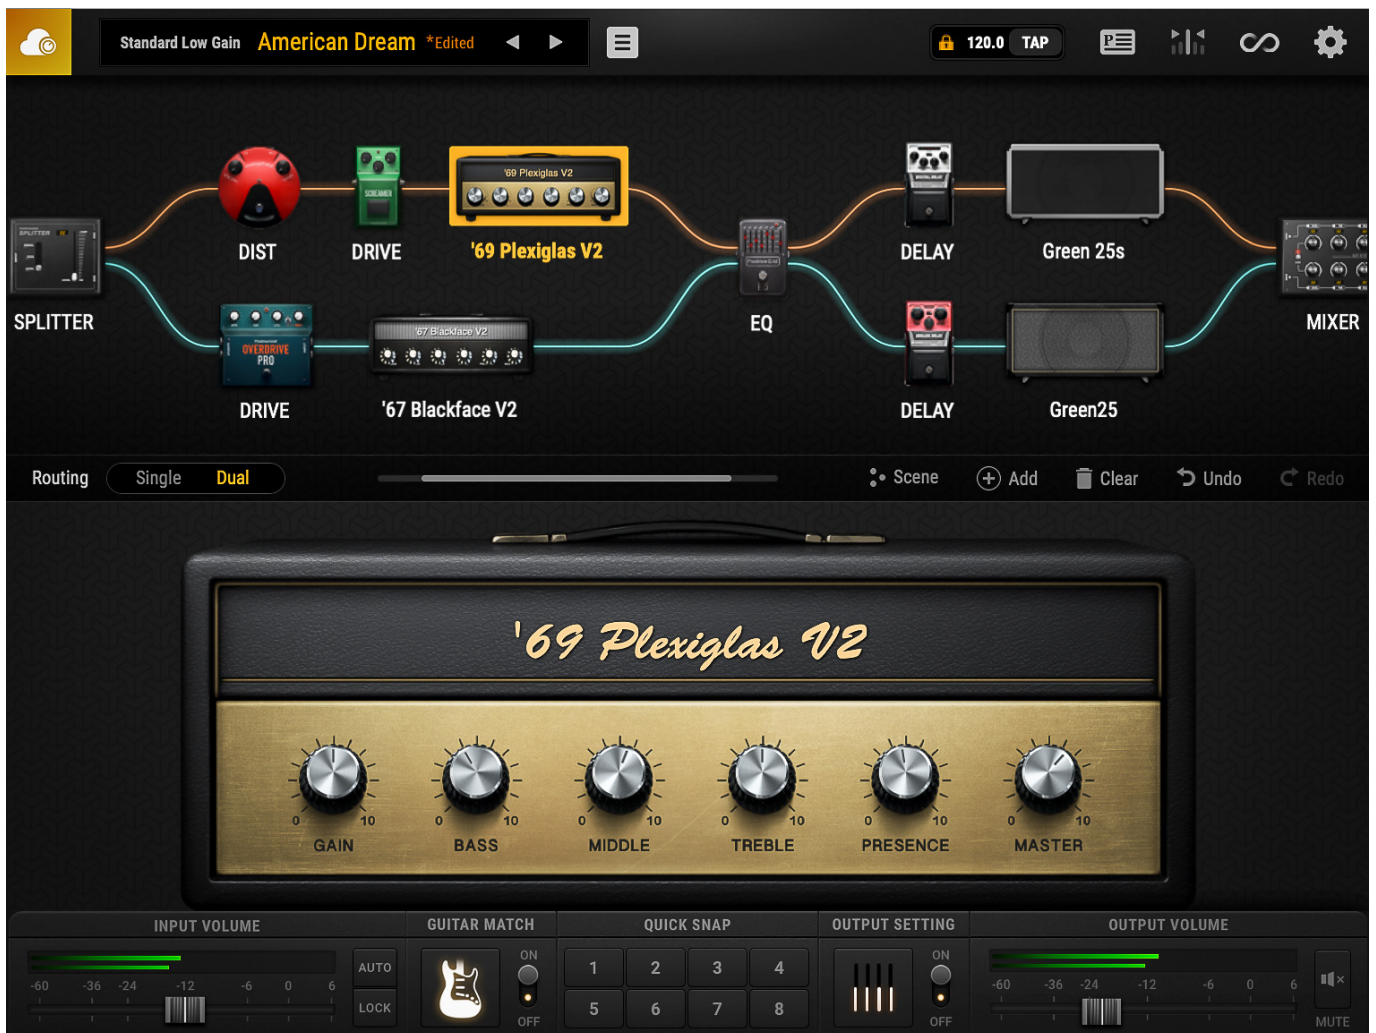 Standard Low Gain American Dream *Edited
120.0 TAP
SPLITTER
DIST
SCREAMER
DRIVE
'69 Plexiglas V2
'69 Plexiglas V2
DELAY
Green 25s
SPLITTER
OVERDRIVE
PRO
DRIVE
'67 Blackface V2
'67 Blackface V2
EQ
DELAY
Green25
MIXER
Routing Single Dual
Scene Add Clear Undo Redo
'69 Plexiglas V2
0 10 0 10 0 10 0 10 0 10 0 10
GAIN BASS MIDDLE TREBLE PRESENCE MASTER
INPUT VOLUME GUITAR MATCH QUICK SNAP OUTPUT SETTING OUTPUT VOLUME
-60 -36 -24 -12 -6 0 6
AUTO
LOCK
ON
OFF
1 2 3 4
5 6 7 8
ON
OFF
-60 -36 -24 -12 -6 0 6
MUTE